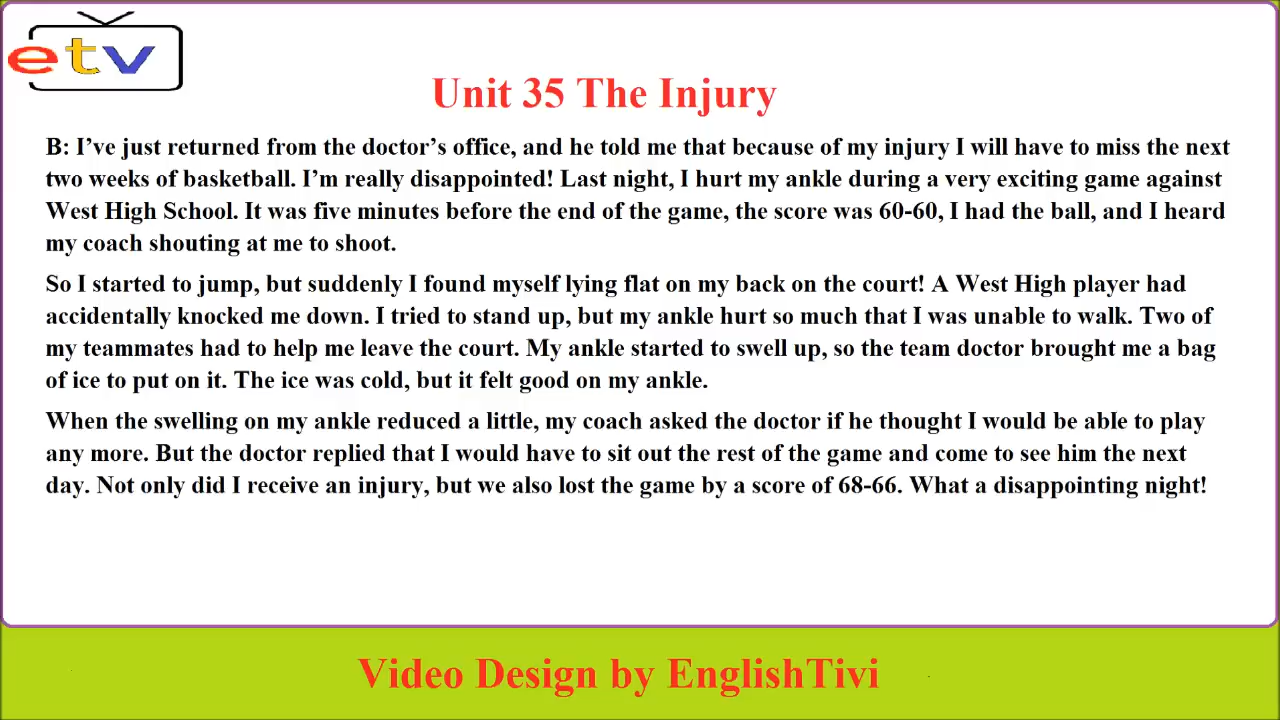 etv
Unit 35 The Injury
B: I’ve just returned from the doctor’s office, and he told me that because of my injury I will have to miss the next
two weeks of basketball. I’m really disappointed! Last night, I hurt my ankle during a very exciting game against
West High School. It was five minutes before the end of the game, the score was 60-60, I had the ball, and I heard
my coach shouting at me to shoot.
So I started to jump, but suddenly I found myself lying flat on my back on the court! A West High player had
accidentally knocked me down. I tried to stand up, but my ankle hurt so much that I was unable to walk. Two of
my teammates had to help me leave the court. My ankle started to swell up, so the team doctor brought me a bag
of ice to put on it. The ice was cold, but it felt good on my ankle.
When the swelling on my ankle reduced a little, my coach asked the doctor if he thought I would be able to play
any more. But the doctor replied that I would have to sit out the rest of the game and come to see him the next
day. Not only did I receive an injury, but we also lost the game by a score of 68-66. What a disappointing night!
Video Design by EnglishTivi